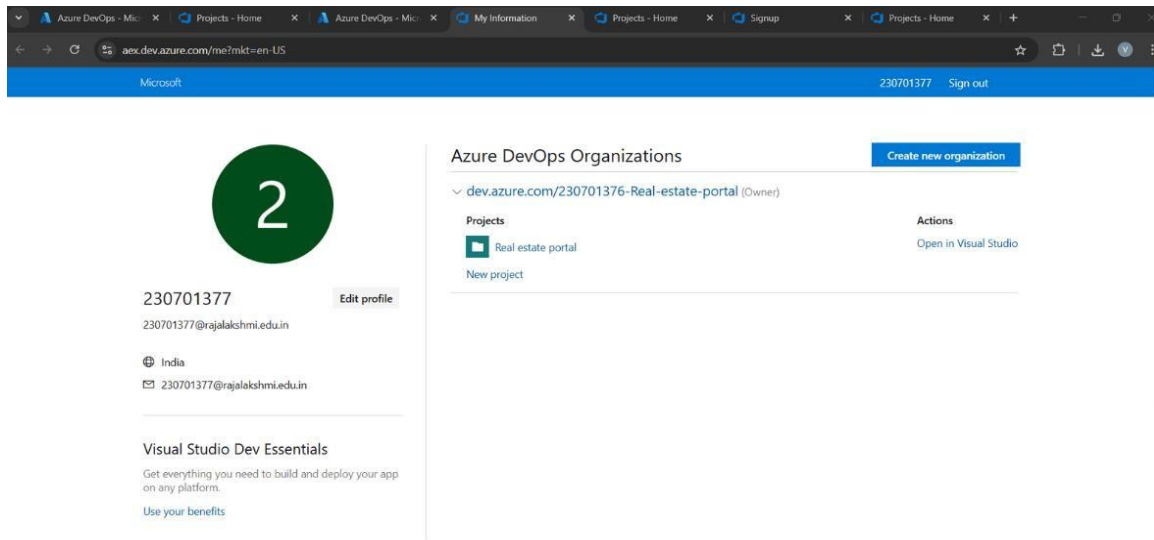 Azure DevOps - Mic
Projects - Home
Azure DevOps - Micr
My Information
Projects - Home
Signup
Projects - Home
aex.dev.azure.com/me?mkt=en-US
V
Microsoft
230701377
Sign out
2
230701377
Edit profile
230701377@rajalakshmi.edu.in
India
230701377@rajalakshmi.edu.in
Visual Studio Dev Essentials
Get everything you need to build and deploy your app
on any platform.
Use your benefits
Azure DevOps Organizations
Create new organization
dev.azure.com/230701376-Real-estate-portal (Owner)
Projects
Actions
Real estate portal
Open in Visual Studio
New project